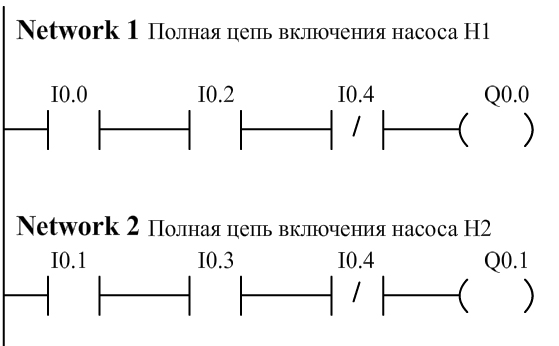 Network 1 Полная цепь включения насоса Н1
I0.0 I0.2 I0.4 Q0.0
/
Network 2 Полная цепь включения насоса Н2
I0.1 I0.3 I0.4 Q0.1
/